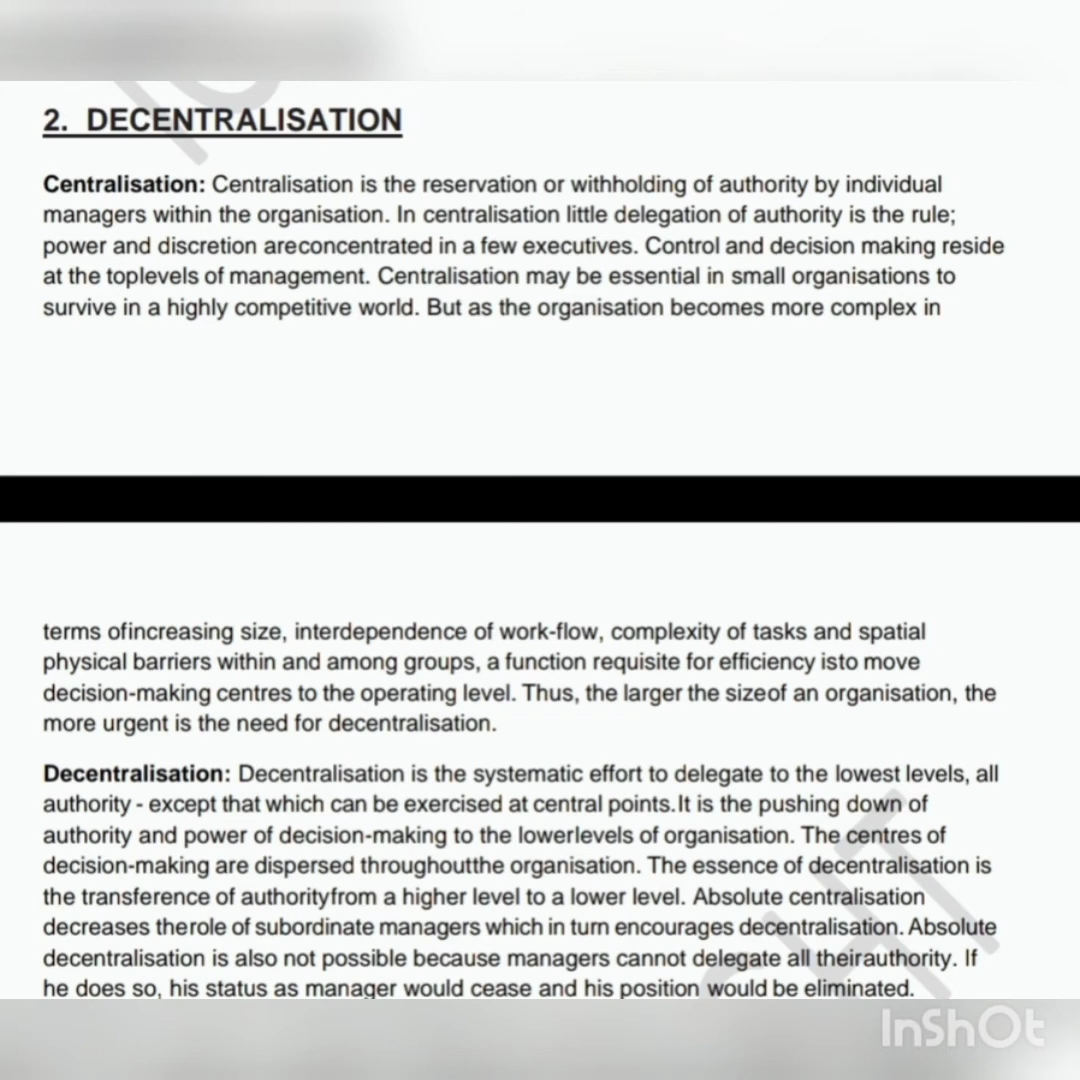 2. DECENTRALISATION
Centralisation: Centralisation is the reservation or withholding of authority by individual
managers within the organisation. In centralisation little delegation of authority is the rule;
power and discretion areconcentrated in a few executives. Control and decision making reside
at the toplevels of management. Centralisation may be essential in small organisations to
survive in a highly competitive world. But as the organisation becomes more complex in
terms ofincreasing size, interdependence of work-flow, complexity of tasks and spatial
physical barriers within and among groups, a function requisite for efficiency isto move
decision-making centres to the operating level. Thus, the larger the sizeof an organisation, the
more urgent is the need for decentralisation.
Decentralisation: Decentralisation is the systematic effort to delegate to the lowest levels, all
authority - except that which can be exercised at central points.It is the pushing down of
authority and power of decision-making to the lowerlevels of organisation. The centres of
decision-making are dispersed throughoutthe organisation. The essence of decentralisation is
the transference of authorityfrom a higher level to a lower level. Absolute centralisation
decreases therole of subordinate managers which in turn encourages decentralisation. Absolute
decentralisation is also not possible because managers cannot delegate all theirauthority. If
he does so, his status as manager would cease and his position would be eliminated.
InShOt